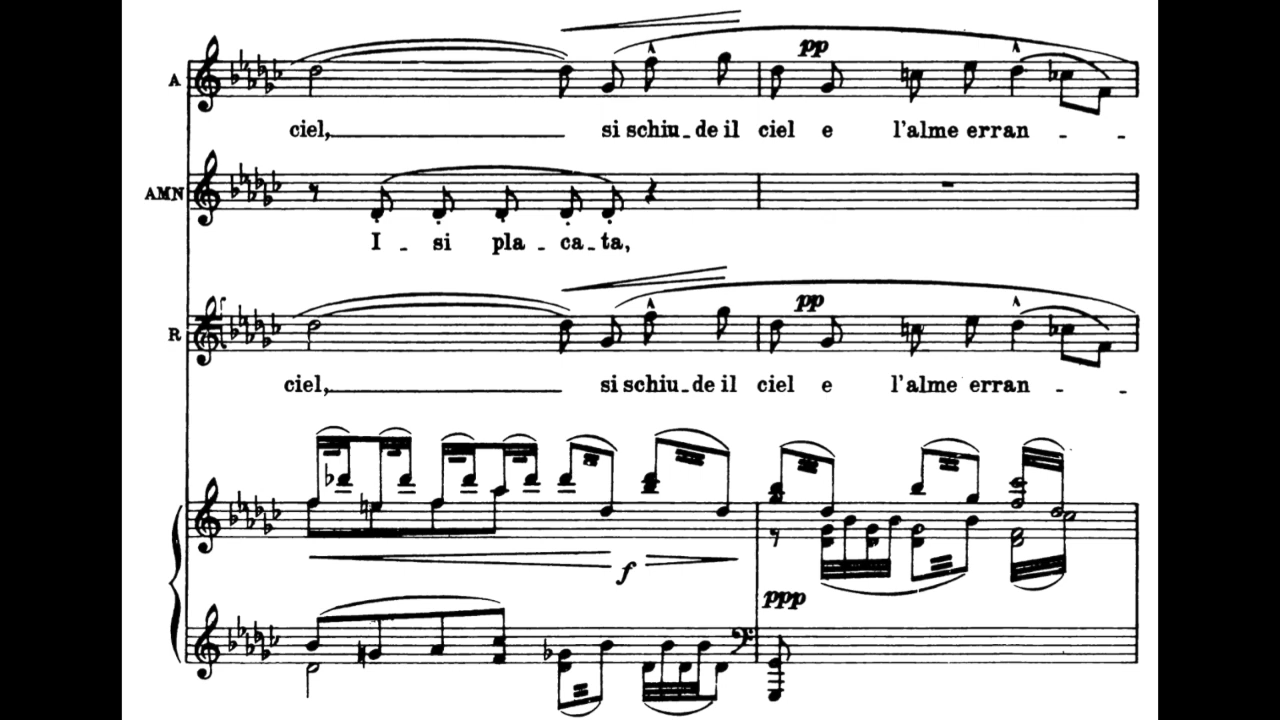 A
pp
ciel, si schiu-de il ciel e l'alme erran - -
AMN
I - si pla - ca - ta,
R
pp
ciel, si schiu-de il ciel e l'alme erran - -
f
ppp